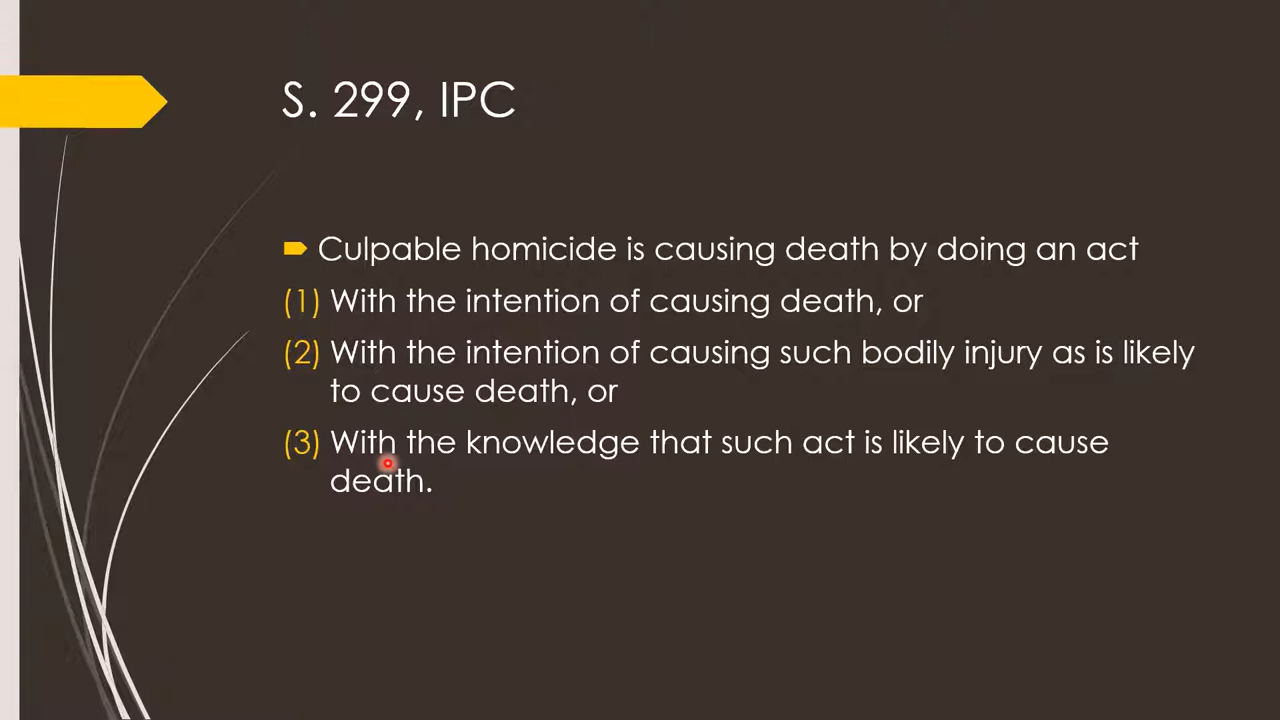 S. 299, IPC
Culpable homicide is causing death by doing an act
(1) With the intention of causing death, or
(2) With the intention of causing such bodily injury as is likely
to cause death, or
(3) With the knowledge that such act is likely to cause
death.